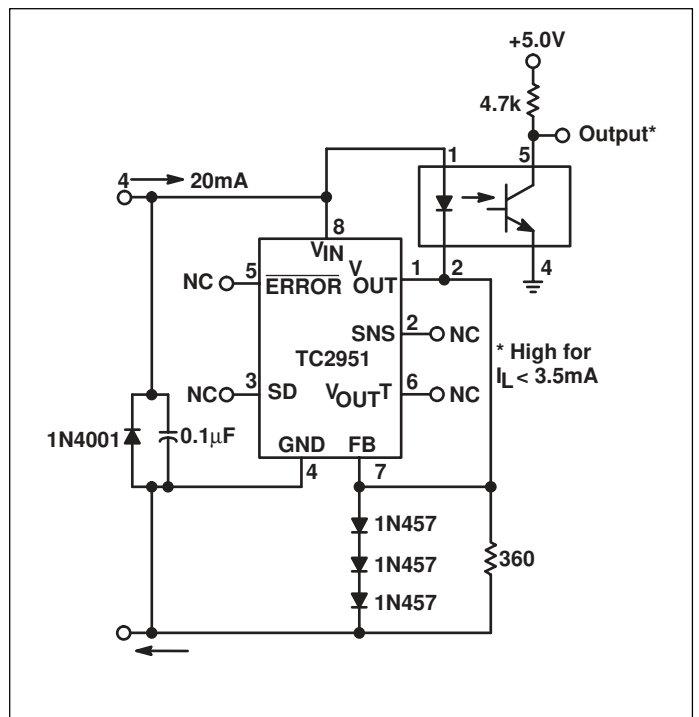 +5.0V
4.7k
Output*
4 20mA
1 5
8
VIN
5 ERROR
NC
VOUT 1 2
4
SNS 2 NC
TC2951
* High for
IL < 3.5mA
NC 3 SD
VOUTT 6 NC
1N4001
0.1µF
GND FB
4 7
1N457
1N457
360
1N457